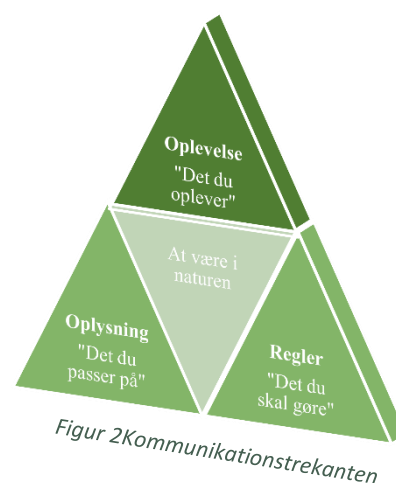 Oplevelse
"Det du
oplever"
At være i
naturen
Oplysning
"Det du
passer på"
Regler
"Det du
skal gøre"
Figur 2Kommunikationstrekanten